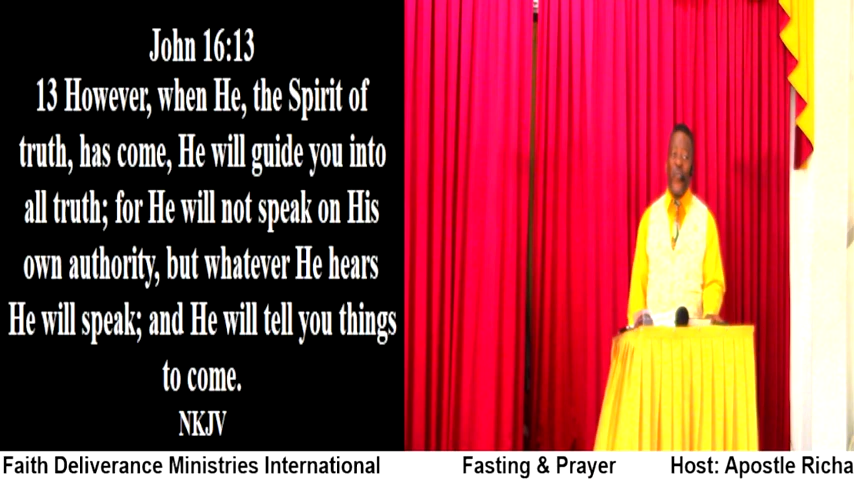 John 16:13
13 However, when He, the Spirit of
truth, has come, He will guide you into
all truth; for He will not speak on His
own authority, but whatever He hears
He will speak; and He will tell you things
to come.
NKJV
Faith Deliverance Ministries International Fasting & Prayer Host: Apostle Richa